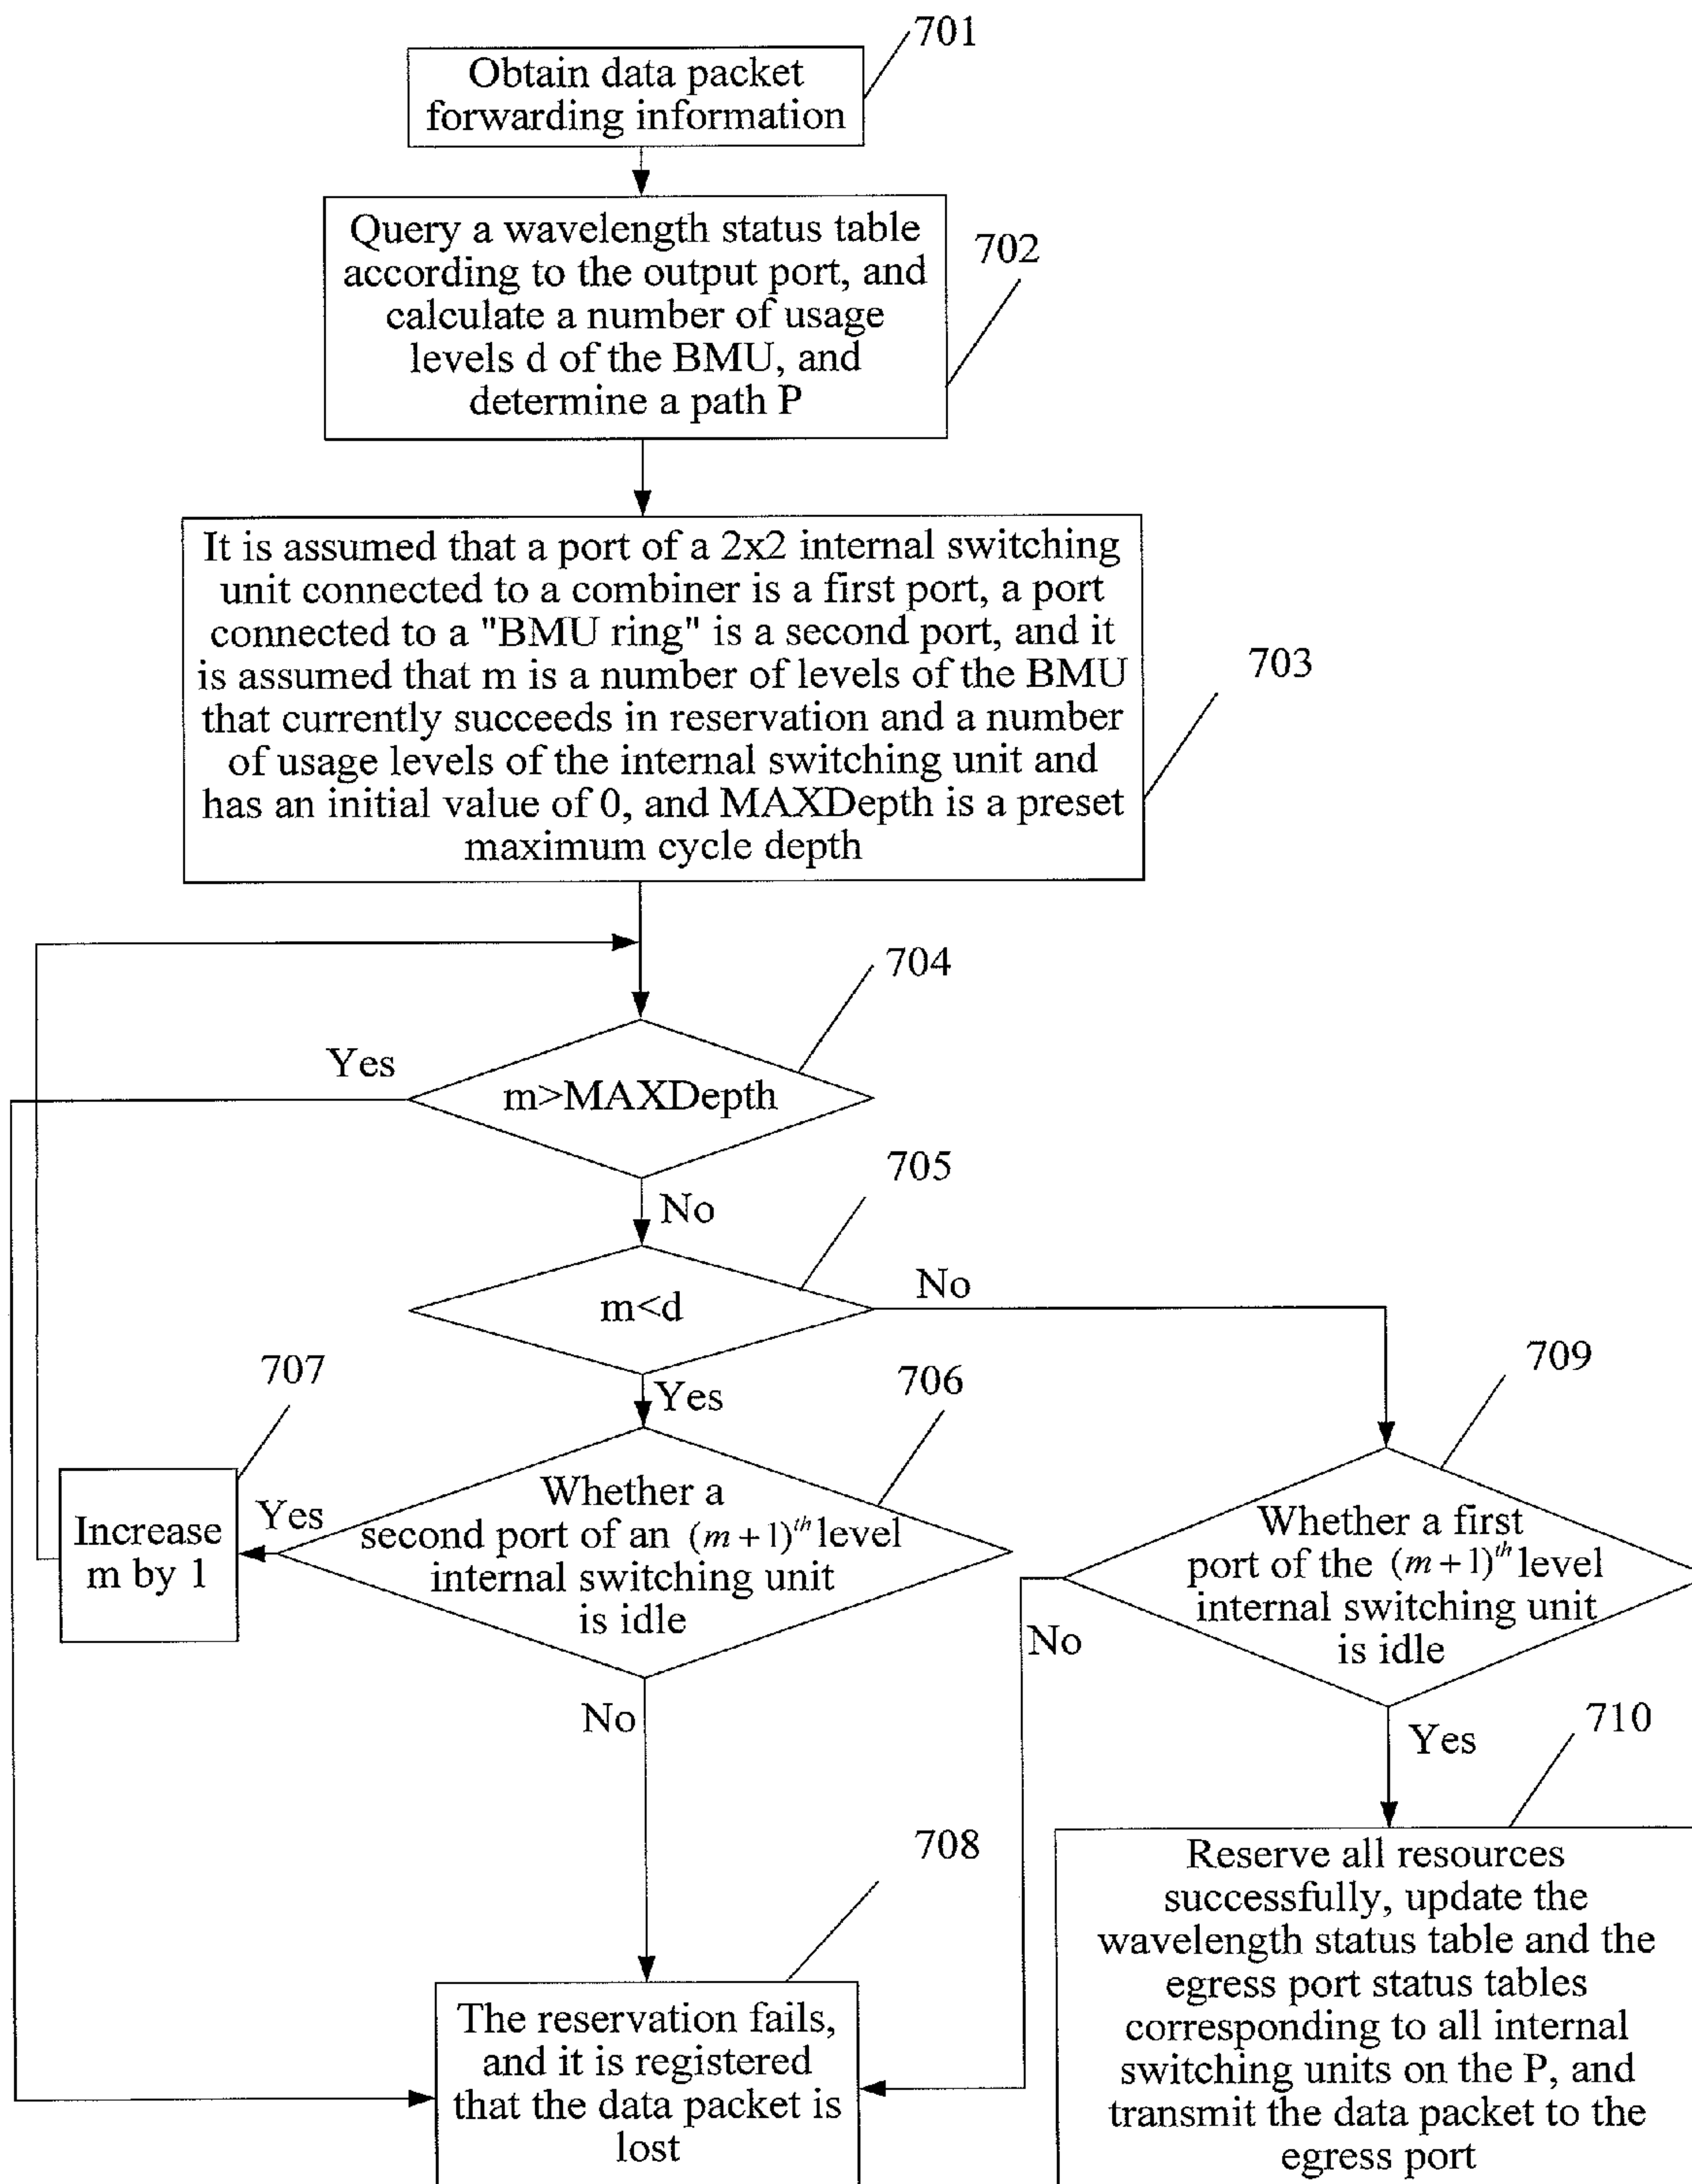 701
Obtain data packet
forwarding information
Query a wavelength status table
according to the output port, and
calculate a number of usage
levels d of the BMU, and
determine a path P
702
It is assumed that a port of a 2x2 internal switching
unit connected to a combiner is a first port, a port
connected to a "BMU ring" is a second port, and it
is assumed that m is a number of levels of the BMU
that currently succeeds in reservation and a number
of usage levels of the internal switching unit and
has an initial value of 0, and MAXDepth is a preset
maximum cycle depth
703
704
Yes
m>MAXDepth
No
705
m<d
No
Yes
707
Increase
m by 1
Yes
706
Whether a
second port of an (m + 1)th level
internal switching unit
is idle
No
709
Whether a first
port of the (m + 1)th level
internal switching unit
is idle
No
Yes
708
The reservation fails,
and it is registered
that the data packet is
lost
710
Reserve all resources
successfully, update the
wavelength status table and the
egress port status tables
corresponding to all internal
switching units on the P, and
transmit the data packet to the
egress port